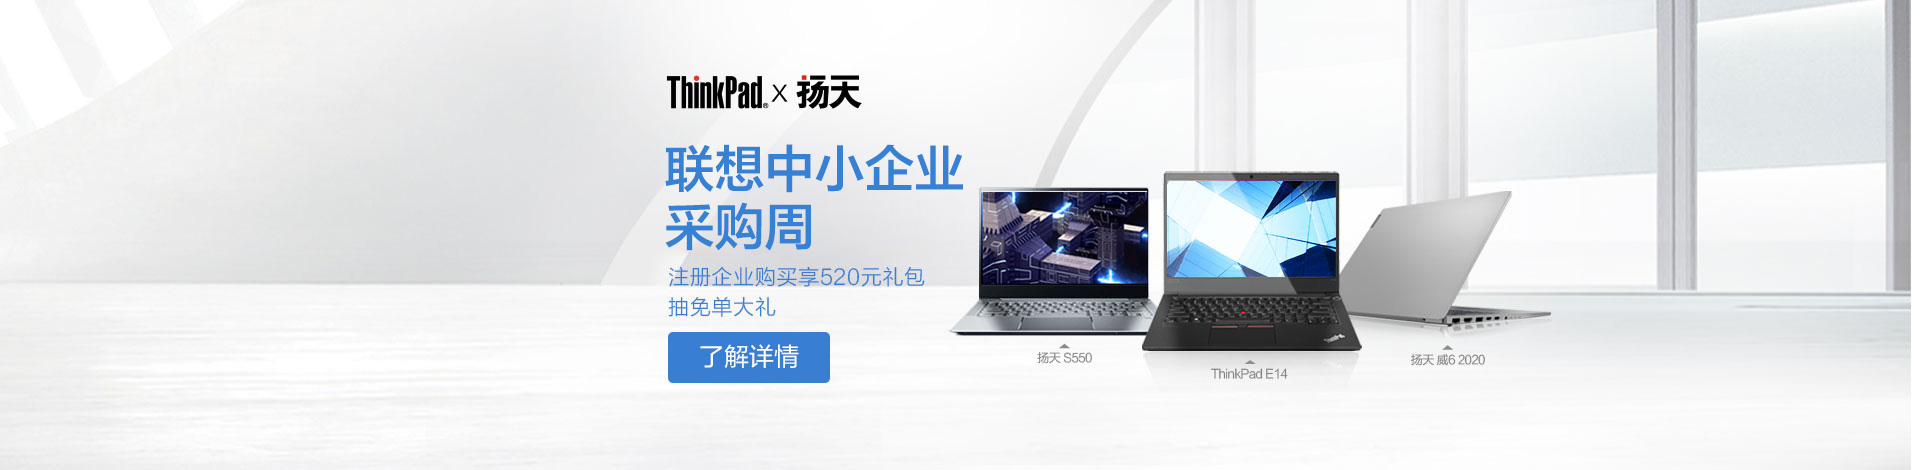 ThinkPad® X 扬天
联想中小企业
采购周
注册企业购买享520元礼包
抽免单大礼
了解详情
扬天 S550
ThinkPad E14
扬天 威6 2020
ThinkPad